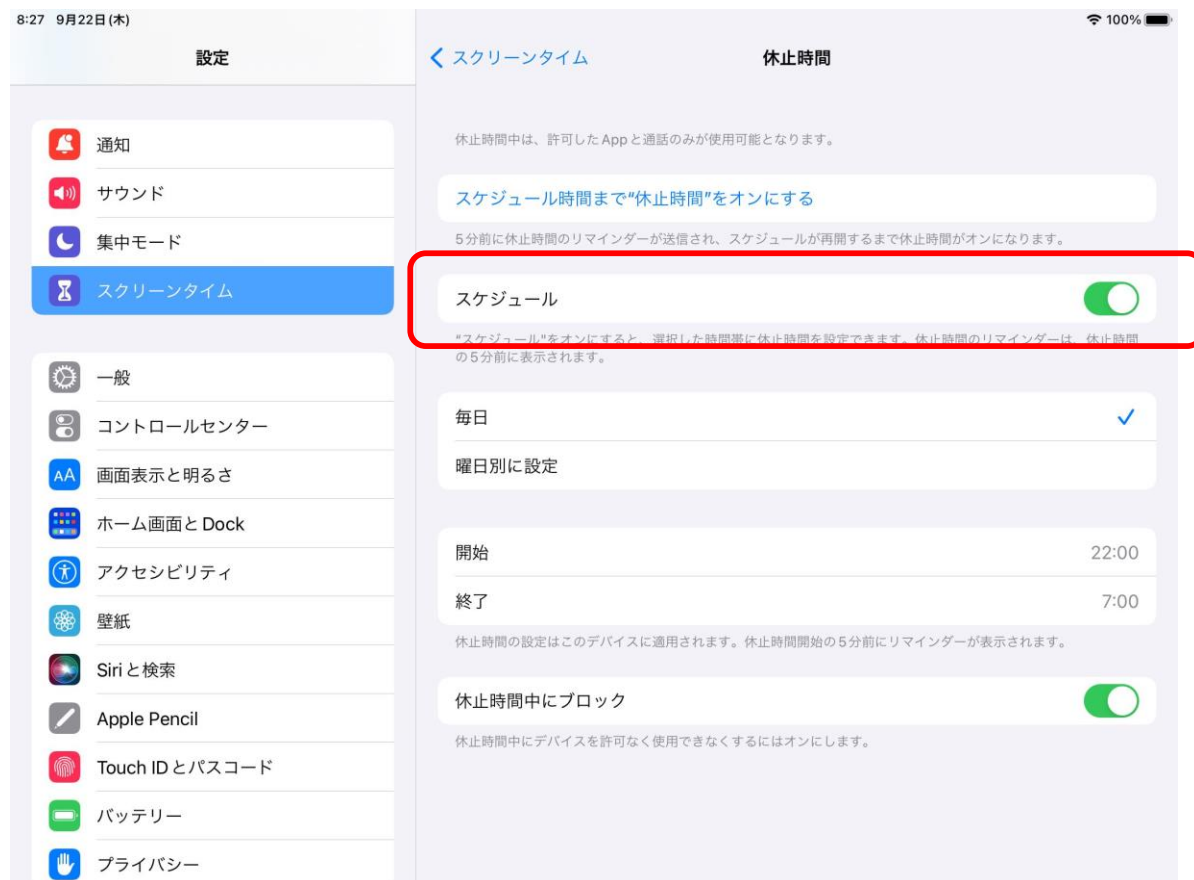 8:27 9月22日(木)
100%
設定
通知
サウンド
集中モード
スクリーンタイム
一般
コントロールセンター
AA 画面表示と明るさ
ホーム画面とDock
アクセシビリティ
壁紙
Siriと検索
Apple Pencil
Touch IDとパスコード
バッテリー
プライバシー
スクリーンタイム
休止時間
休止時間中は、許可したAppと通話のみが使用可能となります。
スケジュール時間まで“休止時間”をオンにする
5分前に休止時間のリマインダーが送信され、スケジュールが再開するまで休止時間がオンになります。
スケジュール
"スケジュール"をオンにすると、選択した時間帯に休止時間を設定できます。休止時間のリマインダーは、休止時間
の5分前に表示されます。
毎日
曜日別に設定
開始 22:00
終了 7:00
休止時間の設定はこのデバイスに適用されます。休止時間開始の5分前にリマインダーが表示されます。
休止時間中にブロック
休止時間中にデバイスを許可なく使用できなくするにはオンにします。